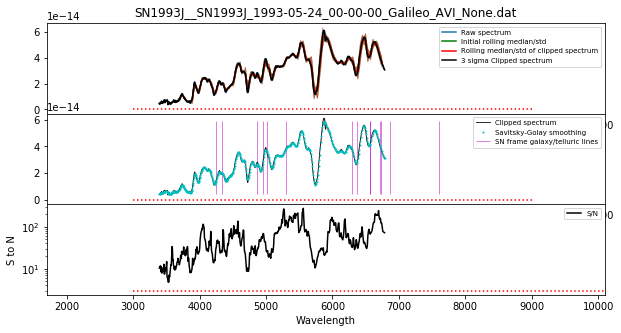 SN1993J__SN1993J_1993-05-24_00-00-00_Galileo_AVI_None.dat
1e−14
6
4
2
0
Raw spectrum
Initial rolling median/std
Rolling median/std of clipped spectrum
3 sigma Clipped spectrum
1e−14
6
4
2
0
Clipped spectrum
Savitsky-Golay smoothing
SN frame galaxy/telluric lines
S to N
10²
10¹
S/N
2000 3000 4000 5000 6000 7000 8000 9000 10000
Wavelength